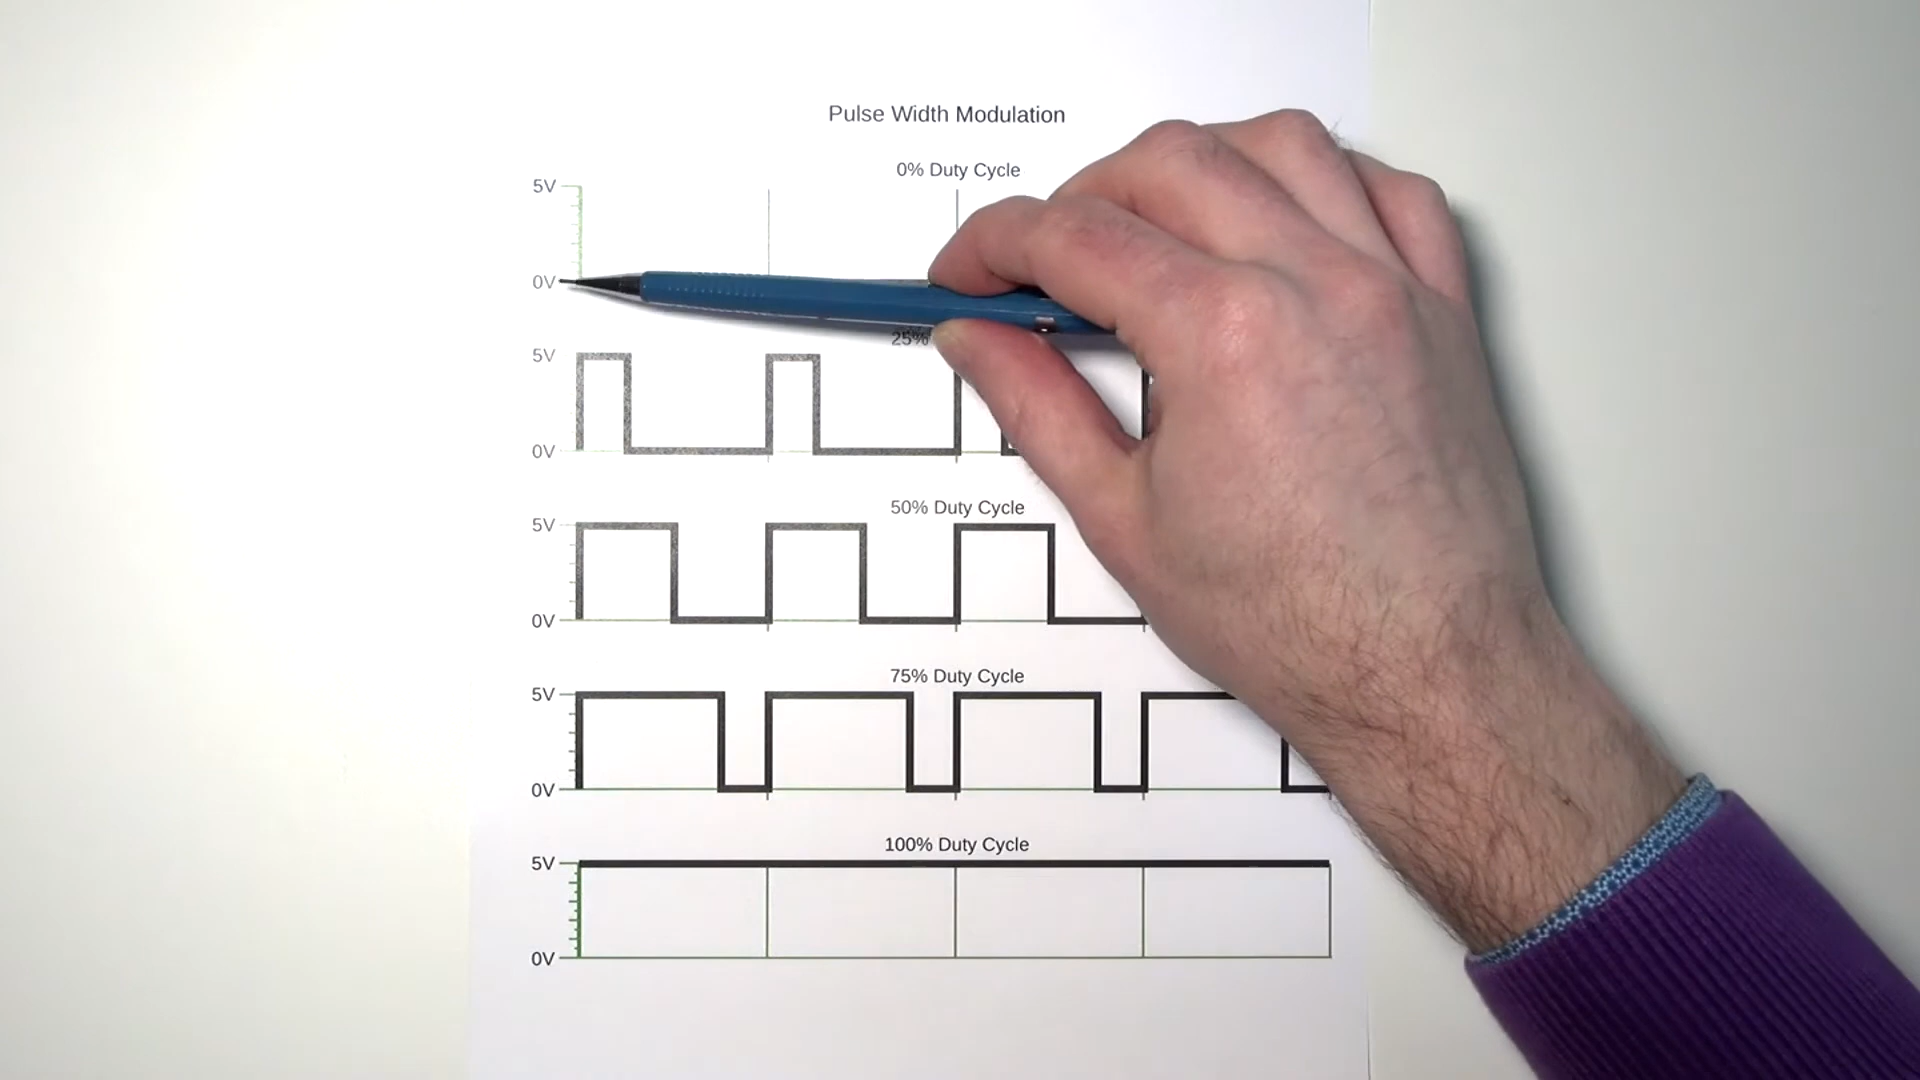 Pulse Width Modulation
0% Duty Cycle
5V
0V
25%
5V
0V
50% Duty Cycle
5V
0V
75% Duty Cycle
5V
0V
100% Duty Cycle
5V
0V